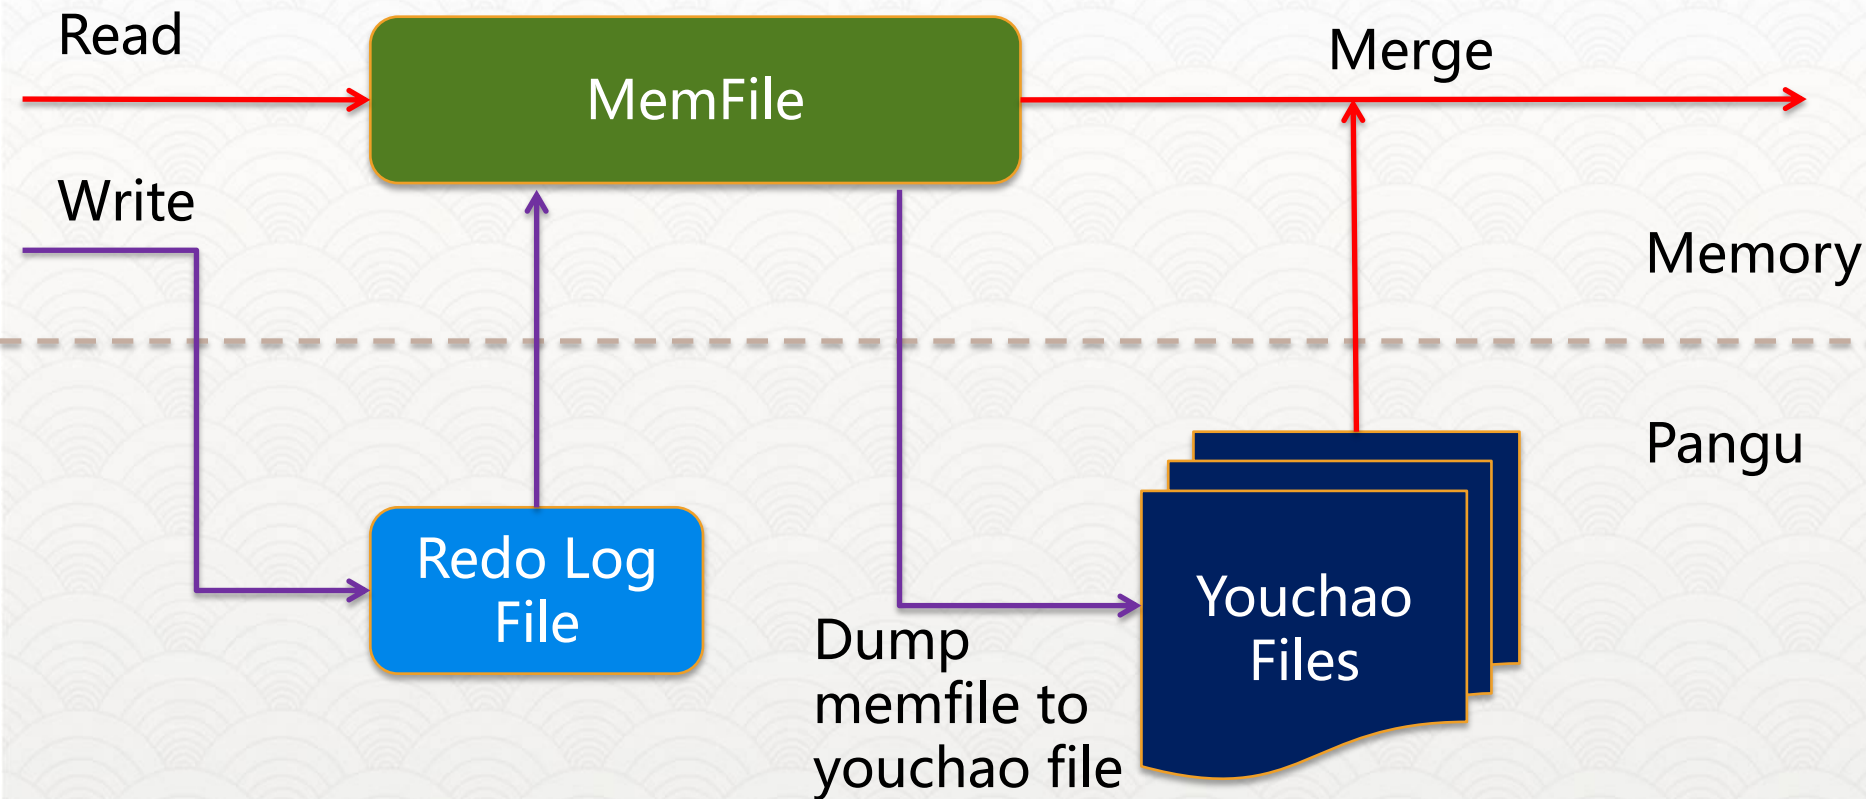 Read
MemFile
Merge
Write
Memory
Pangu
Redo Log
File
Youchao
Files
Dump
memfile to
youchao file